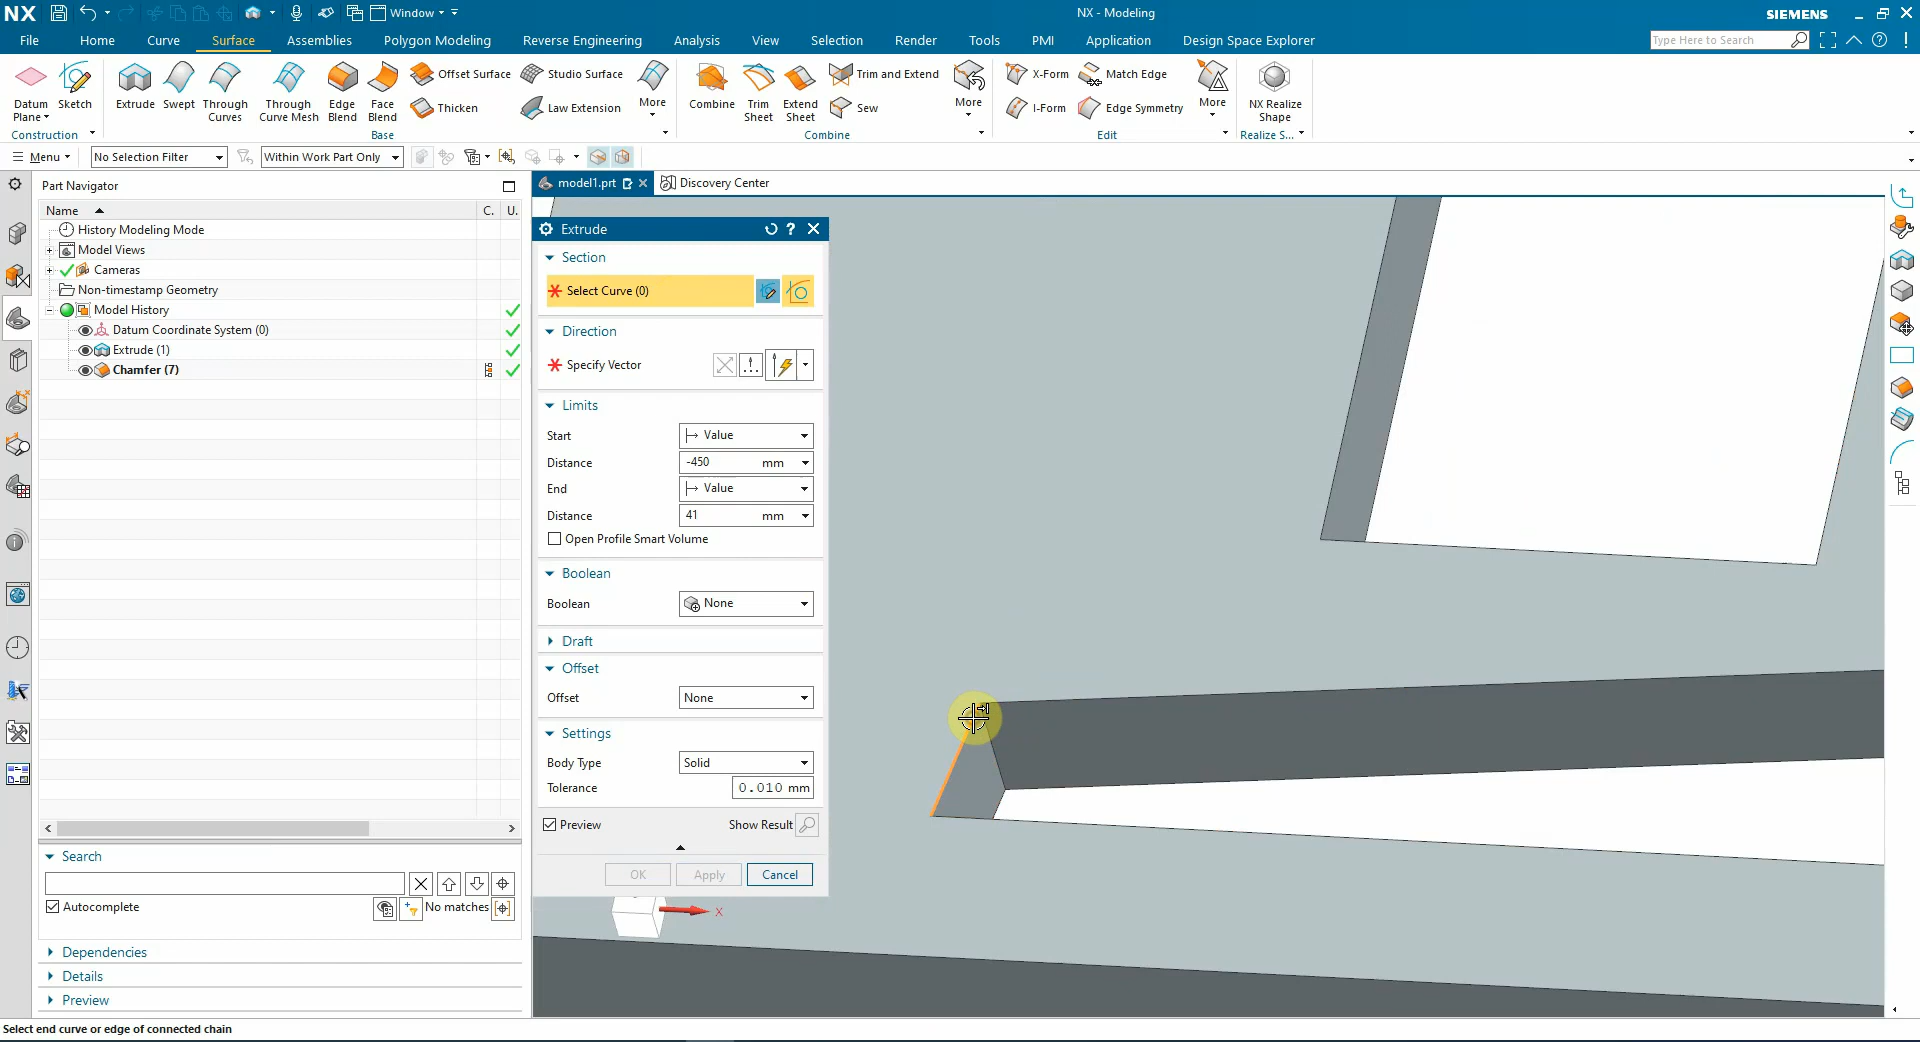 NX
Window
NX - Modeling
SIEMENS
File
Home
Curve
Surface
Assemblies
Polygon Modeling
Reverse Engineering
Analysis
View
Selection
Render
Tools
PMI
Application
Design Space Explorer
Type Here to Search
Datum Plane
Sketch
Extrude
Swept
Through Curves
Through Curve Mesh
Edge Blend
Face Blend
Offset Surface
Thicken
Studio Surface
Law Extension
More
Combine
Trim Sheet
Extend Sheet
Trim and Extend
Sew
More
X-Form
I-Form
Match Edge
Edge Symmetry
More
NX Realize Shape
Construction
Base
Combine
Edit
Realize S...
Menu
No Selection Filter
Within Work Part Only
Part Navigator
model1.prt
Discovery Center
Name
C.
U.
History Modeling Mode
Model Views
Cameras
Non-timestamp Geometry
Model History
Datum Coordinate System (0)
Extrude (1)
Chamfer (7)
Extrude
Section
Select Curve (0)
Direction
Specify Vector
Limits
Start
Value
Distance
-450 mm
End
Value
Distance
41 mm
Open Profile Smart Volume
Boolean
Boolean
None
Draft
Offset
Offset
None
Settings
Body Type
Solid
Tolerance
0.010 mm
Preview
Show Result
OK
Apply
Cancel
X
Search
Autocomplete
No matches
Dependencies
Details
Preview
Select end curve or edge of connected chain